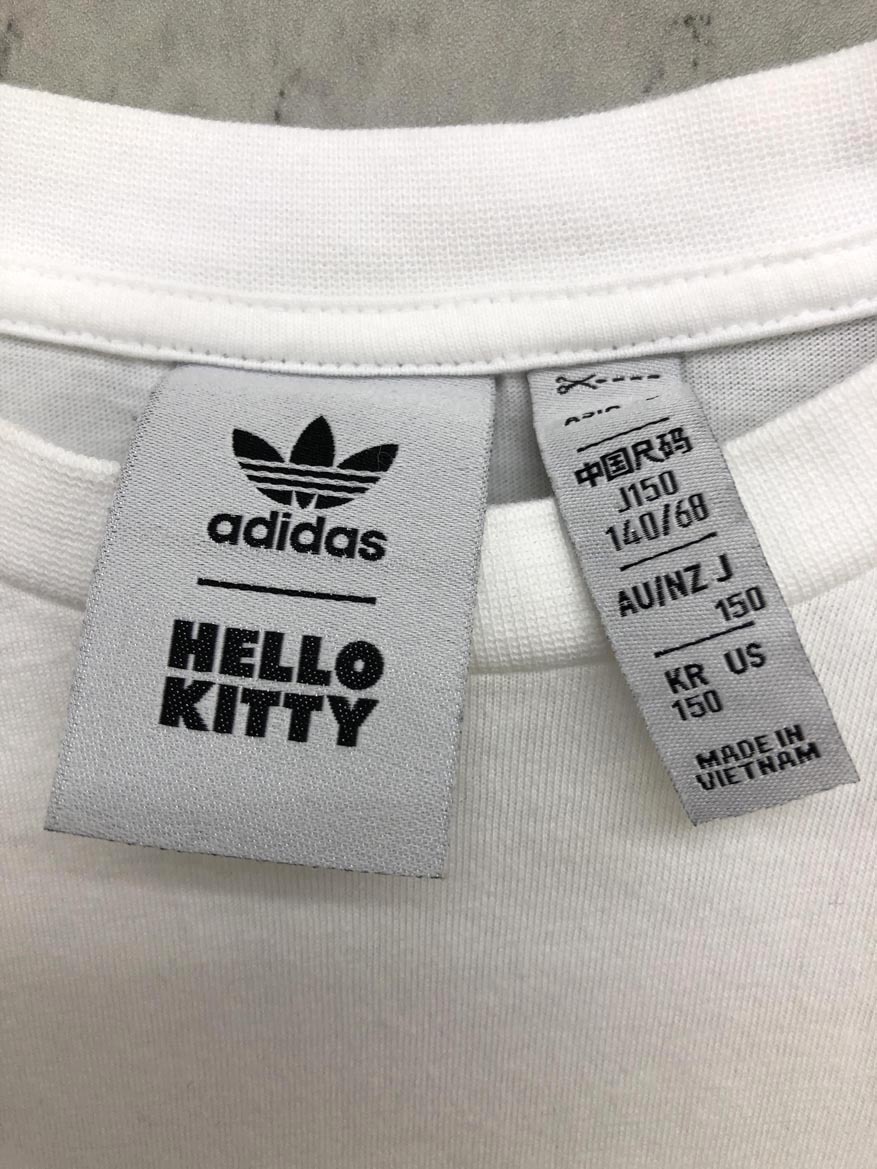 adidas
HELLO
KITTY
中国尺码
J150
140/68
AU/NZ J
150
KR US
150
MADE IN
VIETNAM